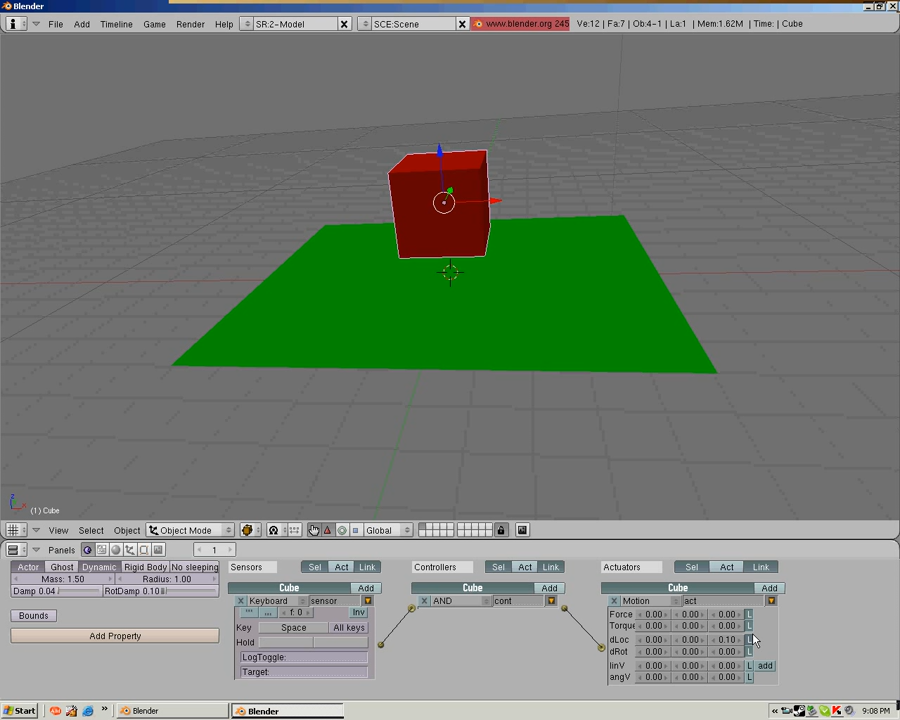 Blender
File Add Timeline Game Render Help SR:2-Model SCE:Scene www.blender.org 245 Ve:12 | Fa:7 | Ob:4-1 | La:1 | Mem:1.62M | Time: | Cube
z
(1) Cube
View Select Object Object Mode Global
Panels 1
Actor Ghost Dynamic Rigid Body No sleeping
Mass: 1.50 Radius: 1.00
Damp 0.04 RotDamp 0.10
Bounds
Add Property
Sensors Sel Act Link
Cube Add
Keyboard sensor
f: 0 Inv
Key Space All keys
Hold
LogToggle:
Target:
Controllers Sel Act Link
Cube Add
AND cont
Actuators Sel Act Link
Cube Add
Motion act
Force 0.00 0.00 0.00 L
Torque 0.00 0.00 0.00 L
dLoc 0.00 0.00 0.10 L
dRot 0.00 0.00 0.00 L
linV 0.00 0.00 0.00 L add
angV 0.00 0.00 0.00 L
Start Blender Blender 9:08 PM